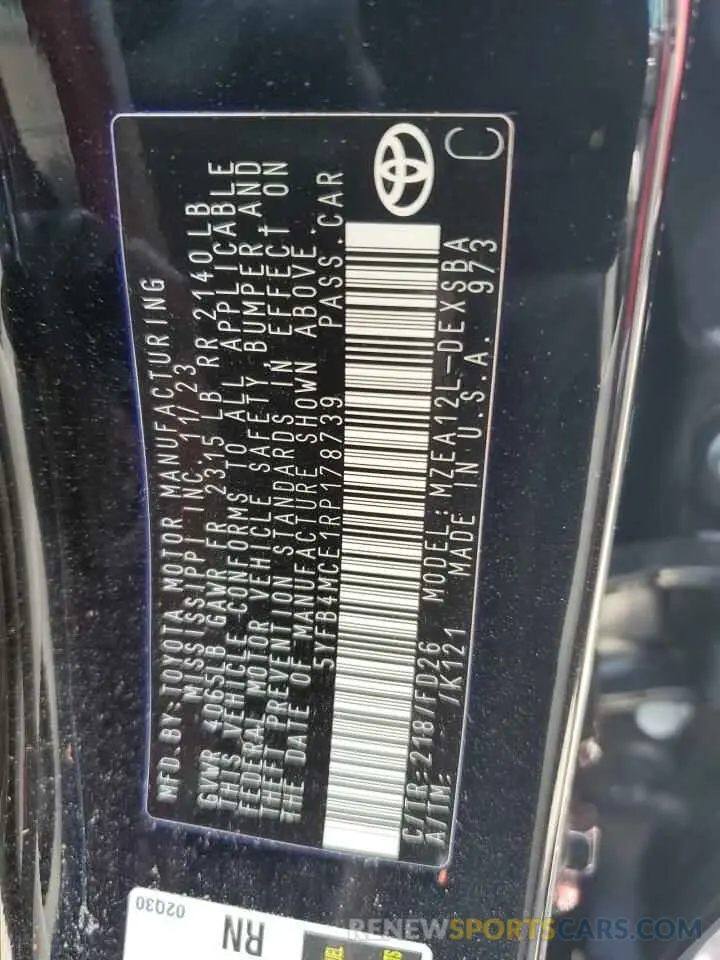 MFD.BY:TOYOTA MOTOR MANUFACTURING
MISSISSIPPI INC. 11/23
GVWR 4065LB GAWR FR 2315 LB RR 2140LB
THIS VEHICLE CONFORMS TO ALL APPLICABLE
FEDERAL MOTOR VEHICLE SAFETY BUMPER AND
THEFT PREVENTION STANDARDS IN EFFECT ON
THE DATE OF MANUFACTURE SHOWN ABOVE.
5YFB4MCE1RP178739 PASS.CAR
C/TR:218 /FD26 MODEL:MZEA12L-DEXSBA
A/TM: /K121 MADE IN U.S.A. 973
C
02030
RN
RENEWSPORTSCARS.COM